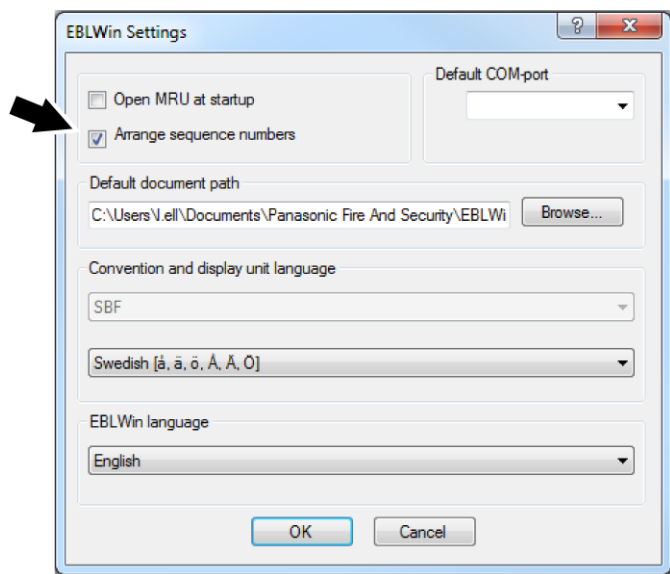 EBLWin Settings
Default COM-port
Open MRU at startup
Arrange sequence numbers
Default document path
C:\Users\l.ell\Documents\Panasonic Fire And Security\EBLWi
Browse...
Convention and display unit language
SBF
Swedish [å, ä, ö, Å, Ä, Ö]
EBLWin language
English
OK
Cancel